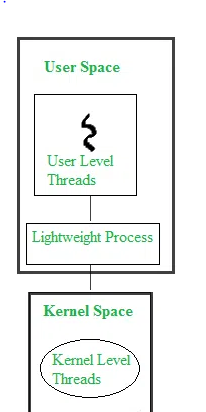 User Space
User Level
Threads
Lightweight Process
Kernel Space
Kernel Level
Threads